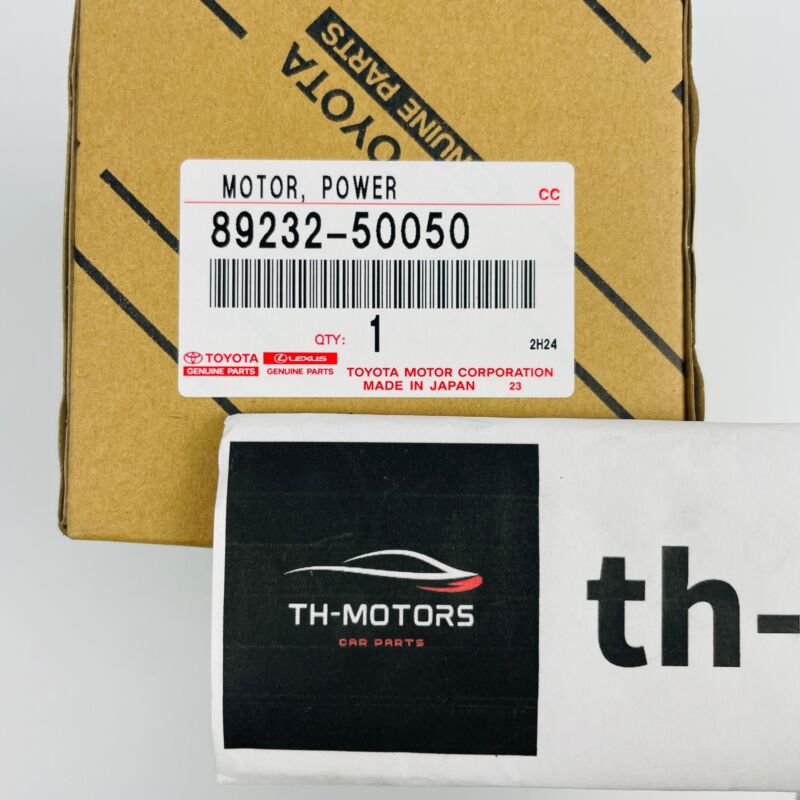 TOYOTA
GENUINE PARTS
MOTOR, POWER
CC
89232-50050
QTY: 1
2H24
TOYOTA
LEXUS
GENUINE PARTS
GENUINE PARTS
TOYOTA MOTOR CORPORATION
MADE IN JAPAN 23
TH-MOTORS
CAR PARTS
th-